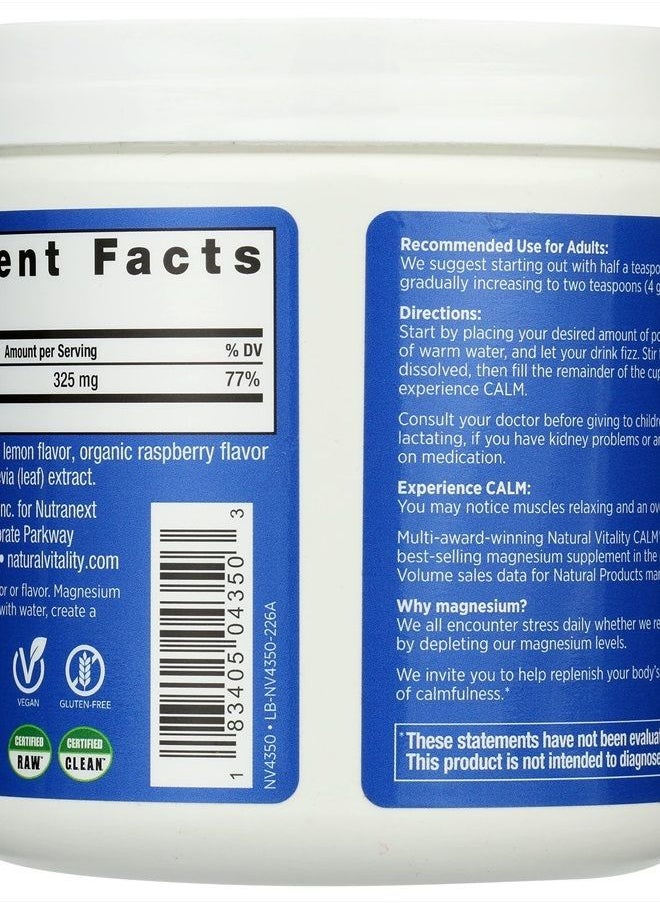 ent Facts
Amount per Serving % DV
325 mg 77%
lemon flavor, organic raspberry flavor
via (leaf) extract.
nc. for Nutranext
orate Parkway
• naturalvitality.com
or or flavor. Magnesium
with water, create a
VEGAN GLUTEN-FREE
CERTIFIED RAW™
CERTIFIED CLEAN™
1 83405 04350 3
NV4350 • LB-NV4350-226A
Recommended Use for Adults:
We suggest starting out with half a teaspo
gradually increasing to two teaspoons (4 g
Directions:
Start by placing your desired amount of po
of warm water, and let your drink fizz. Stir
dissolved, then fill the remainder of the cup
experience CALM.
Consult your doctor before giving to childre
lactating, if you have kidney problems or ar
on medication.
Experience CALM:
You may notice muscles relaxing and an ov
Multi-award-winning Natural Vitality CALM
best-selling magnesium supplement in the
Volume sales data for Natural Products mar
Why magnesium?
We all encounter stress daily whether we re
by depleting our magnesium levels.
We invite you to help replenish your body's
of calmfulness.*
*These statements have not been evaluat
This product is not intended to diagnose